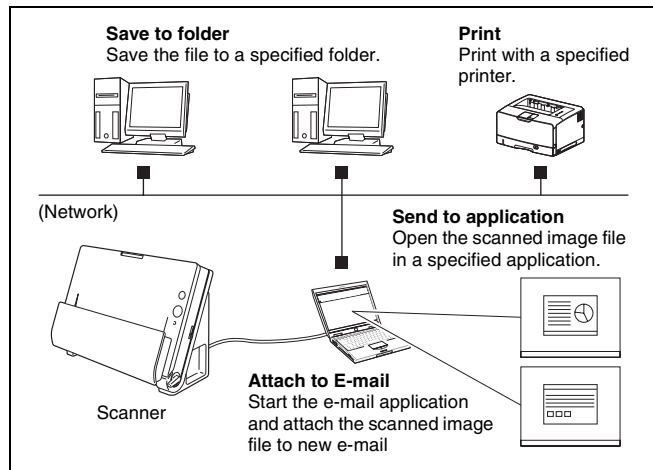 Save to folder
Save the file to a specified folder.
Print
Print with a specified
printer.
(Network)
Send to application
Open the scanned image file
in a specified application.
Scanner
Attach to E-mail
Start the e-mail application
and attach the scanned image
file to new e-mail